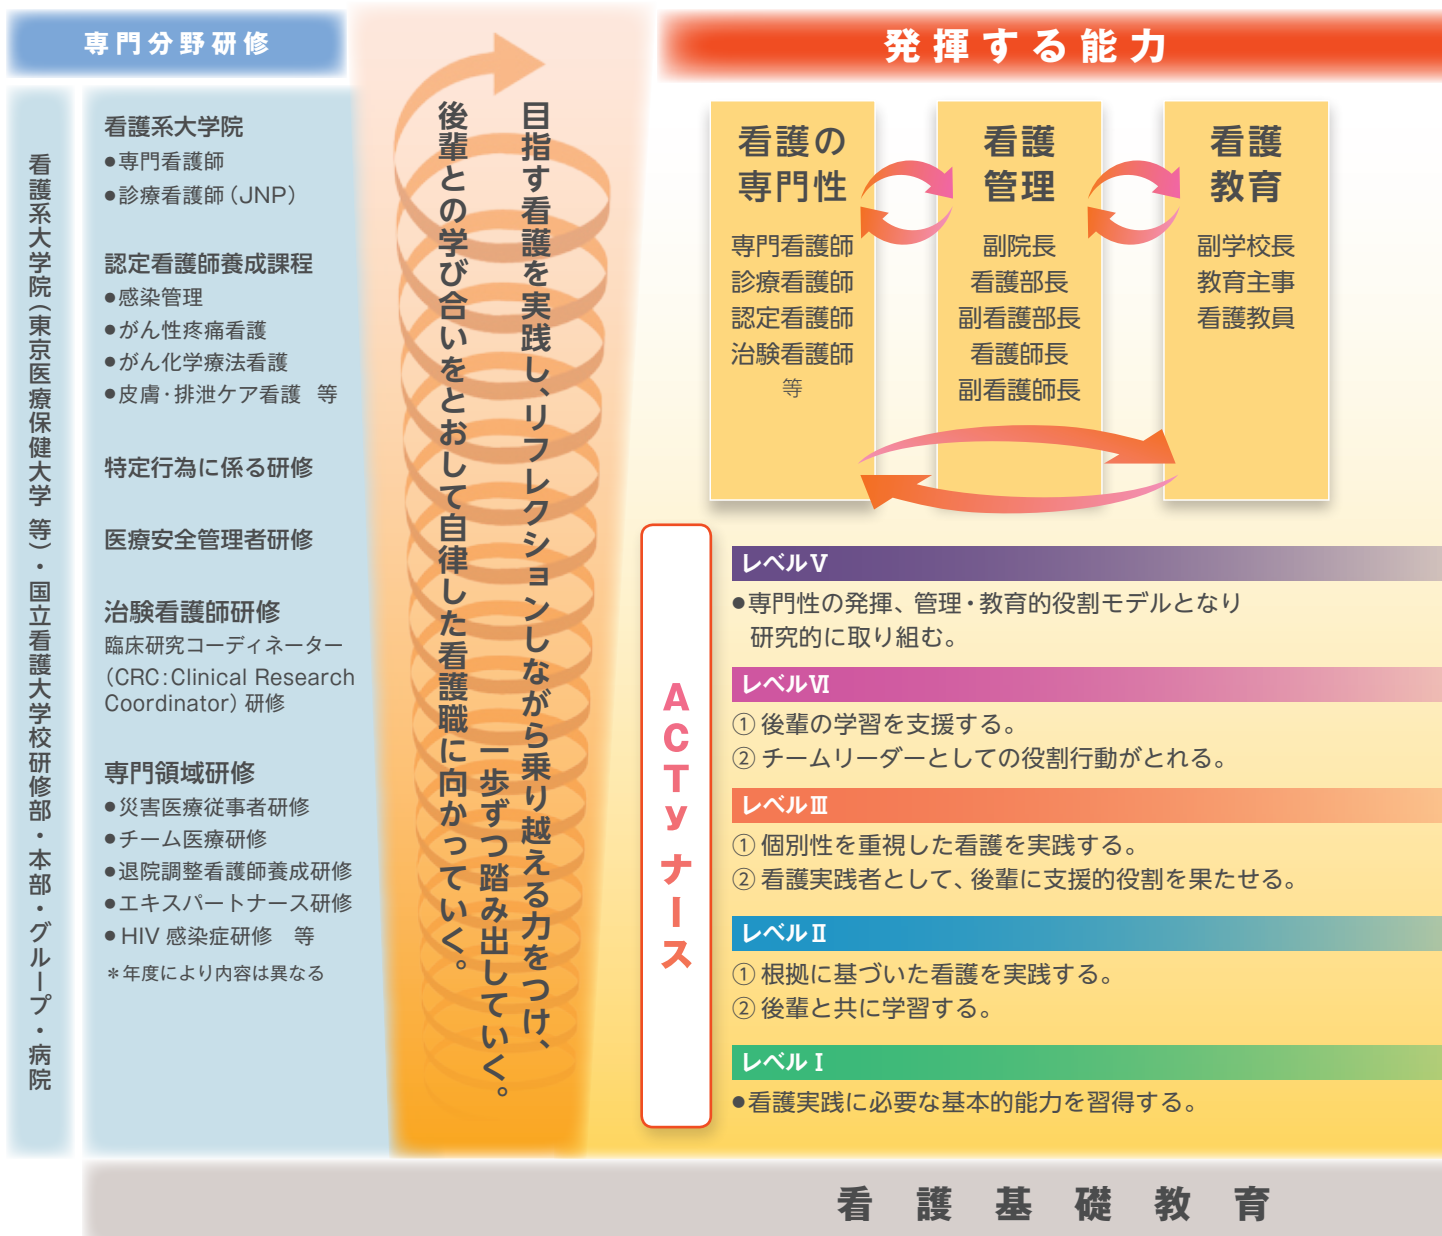 専門分野研修
看護系大学院（東京医療保健大学 等）・国立看護大学校研修部・本部・グループ・病院
看護系大学院
●専門看護師
●診療看護師（JNP）
認定看護師養成課程
●感染管理
●がん性疼痛看護
●がん化学療法看護
●皮膚・排泄ケア看護 等
特定行為に係る研修
医療安全管理者研修
治験看護師研修
臨床研究コーディネーター
（CRC：Clinical Research
Coordinator）研修
専門領域研修
●災害医療従事者研修
●チーム医療研修
●退院調整看護師養成研修
●エキスパートナース研修
●HIV 感染症研修 等
＊年度により内容は異なる
目指す看護を実践し、リフレクションしながら乗り越える力をつけ、
一歩ずつ踏み出していく。
後輩との学び合いをとおして自律した看護職に向かっていく。
発揮する能力
看護の
専門性
専門看護師
診療看護師
認定看護師
治験看護師
等
看護
管理
副院長
看護部長
副看護部長
看護師長
副看護師長
看護
教育
副学校長
教育主事
看護教員
ACTyナース
レベルⅤ
●専門性の発揮、管理・教育的役割モデルとなり
研究的に取り組む。
レベルⅥ
① 後輩の学習を支援する。
② チームリーダーとしての役割行動がとれる。
レベルⅢ
① 個別性を重視した看護を実践する。
② 看護実践者として、後輩に支援的役割を果たせる。
レベルⅡ
① 根拠に基づいた看護を実践する。
② 後輩と共に学習する。
レベルⅠ
●看護実践に必要な基本的能力を習得する。
看護基礎教育